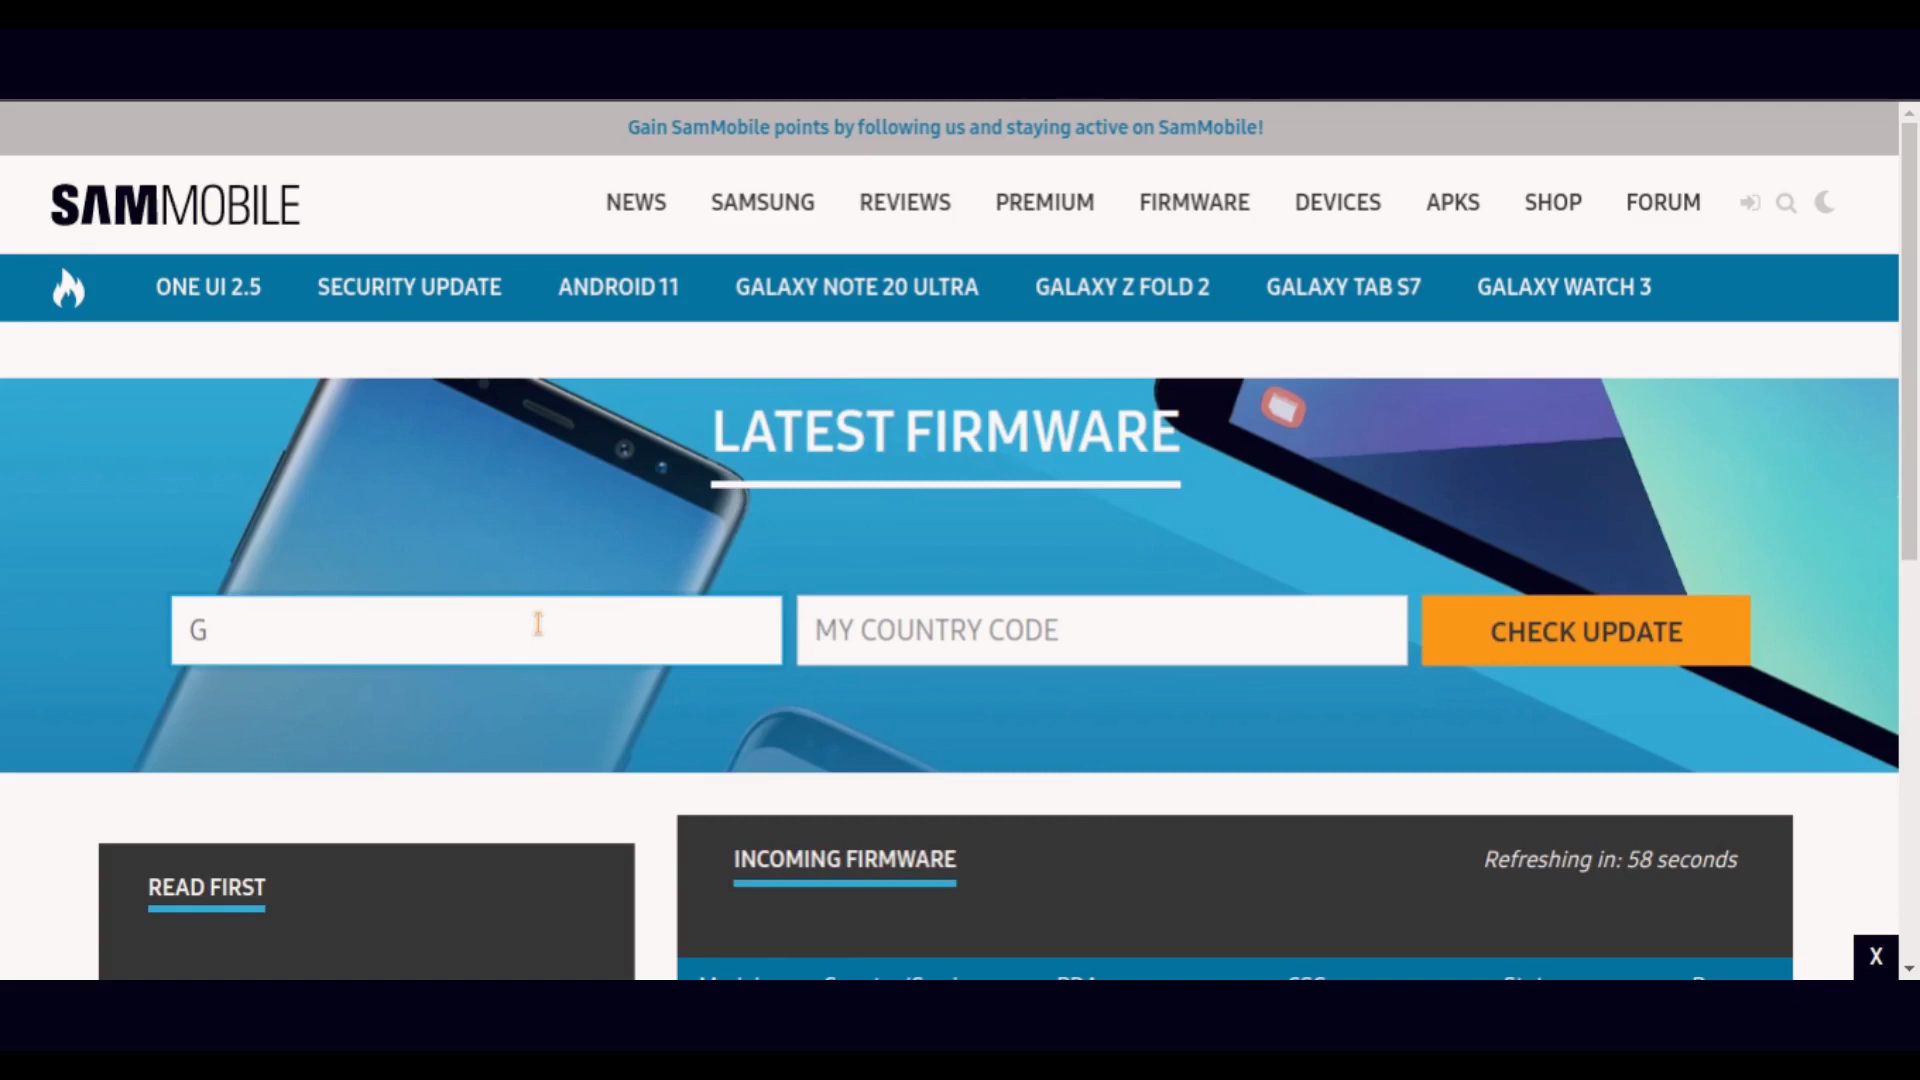 Gain SamMobile points by following us and staying active on SamMobile!
SAMMOBILE
NEWS SAMSUNG REVIEWS PREMIUM FIRMWARE DEVICES APKS SHOP FORUM
ONE UI 2.5 SECURITY UPDATE ANDROID 11 GALAXY NOTE 20 ULTRA GALAXY Z FOLD 2 GALAXY TAB S7 GALAXY WATCH 3
LATEST FIRMWARE
G MY COUNTRY CODE CHECK UPDATE
INCOMING FIRMWARE Refreshing in: 58 seconds
READ FIRST
X